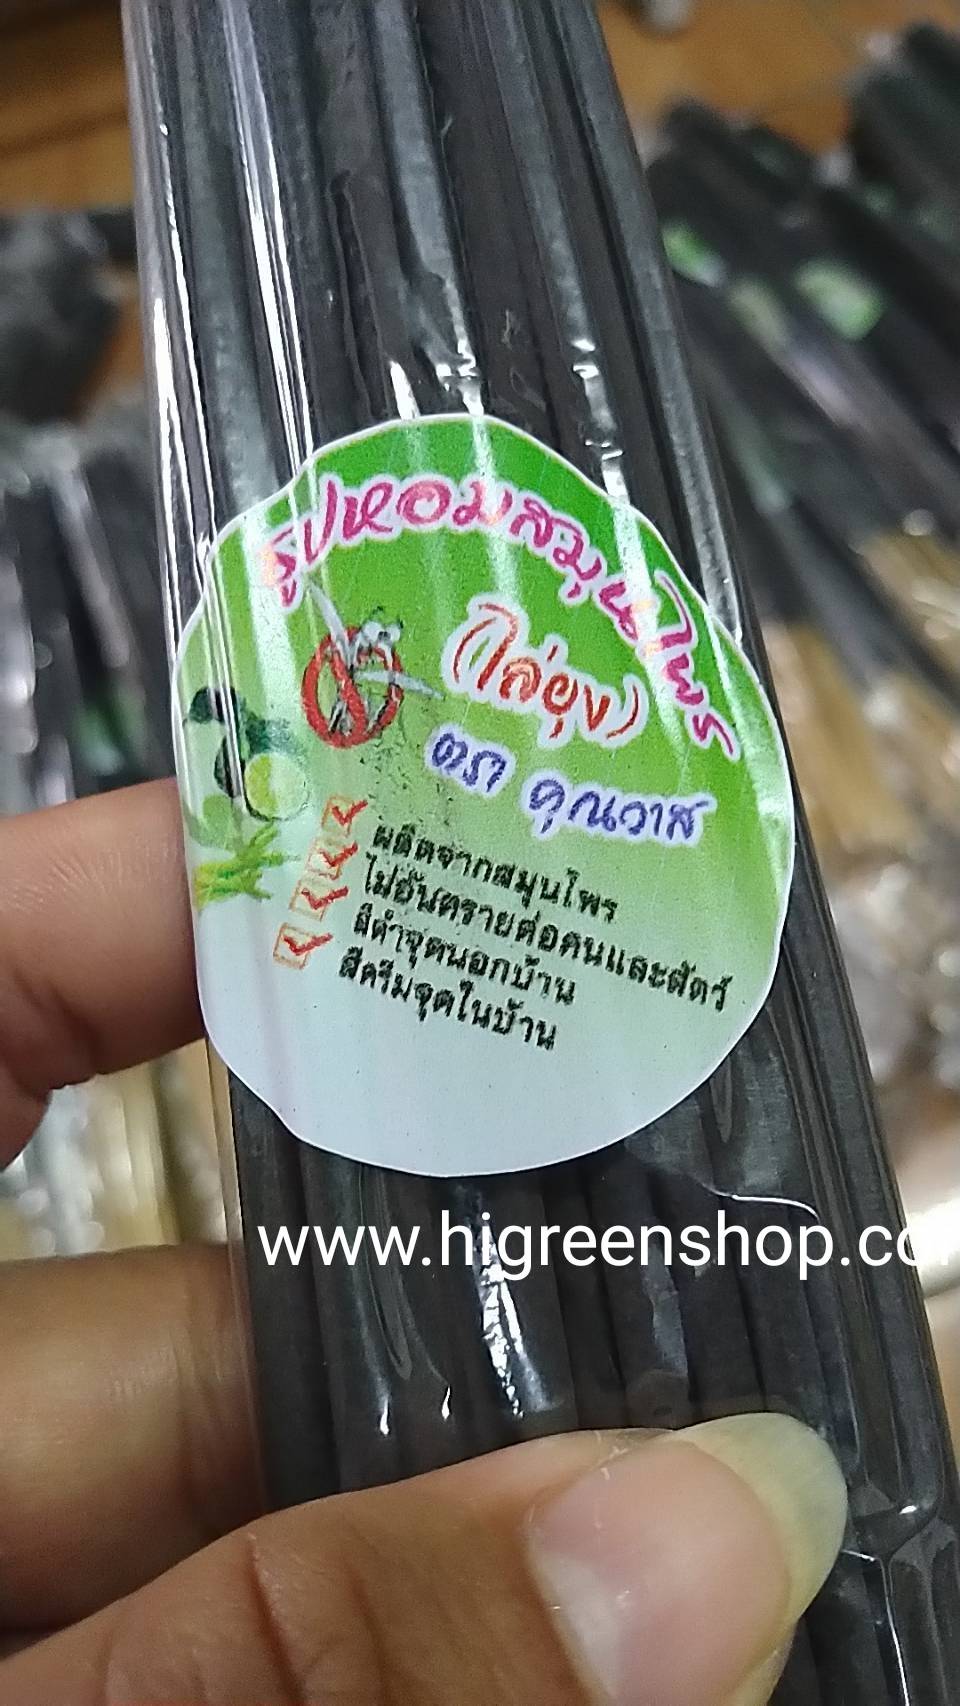 ธูปหอมสมุนไพร
(ไล่ยุง)
ตรา คุณวาส
ผลิตจากสมุนไพร
ไม่อันตรายต่อคนและสัตว์
สีดำจุดนอกบ้าน
สีครีมจุดในบ้าน
www.higreenshop.com